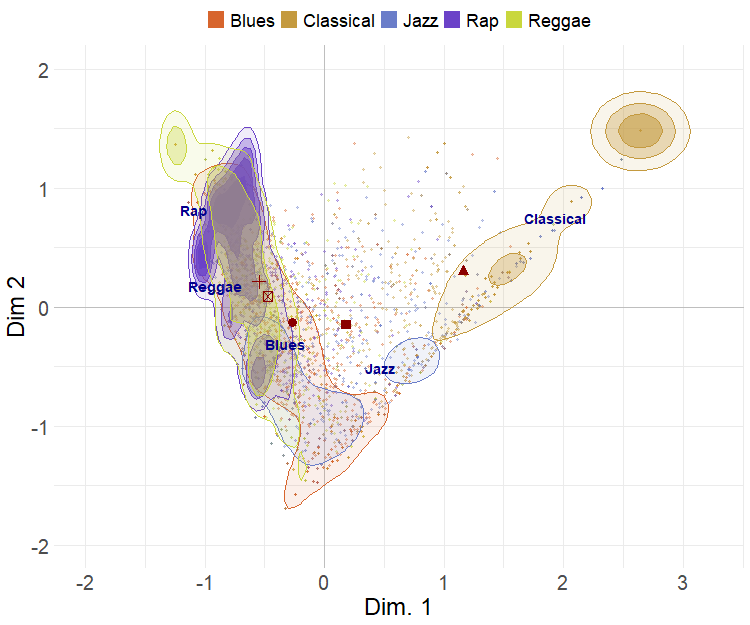 Blues Classical Jazz Rap Reggae
2
1
0
-1
-2
Dim 2
Rap
Classical
Reggae
Blues
Jazz
-2 -1 0 1 2 3
Dim. 1